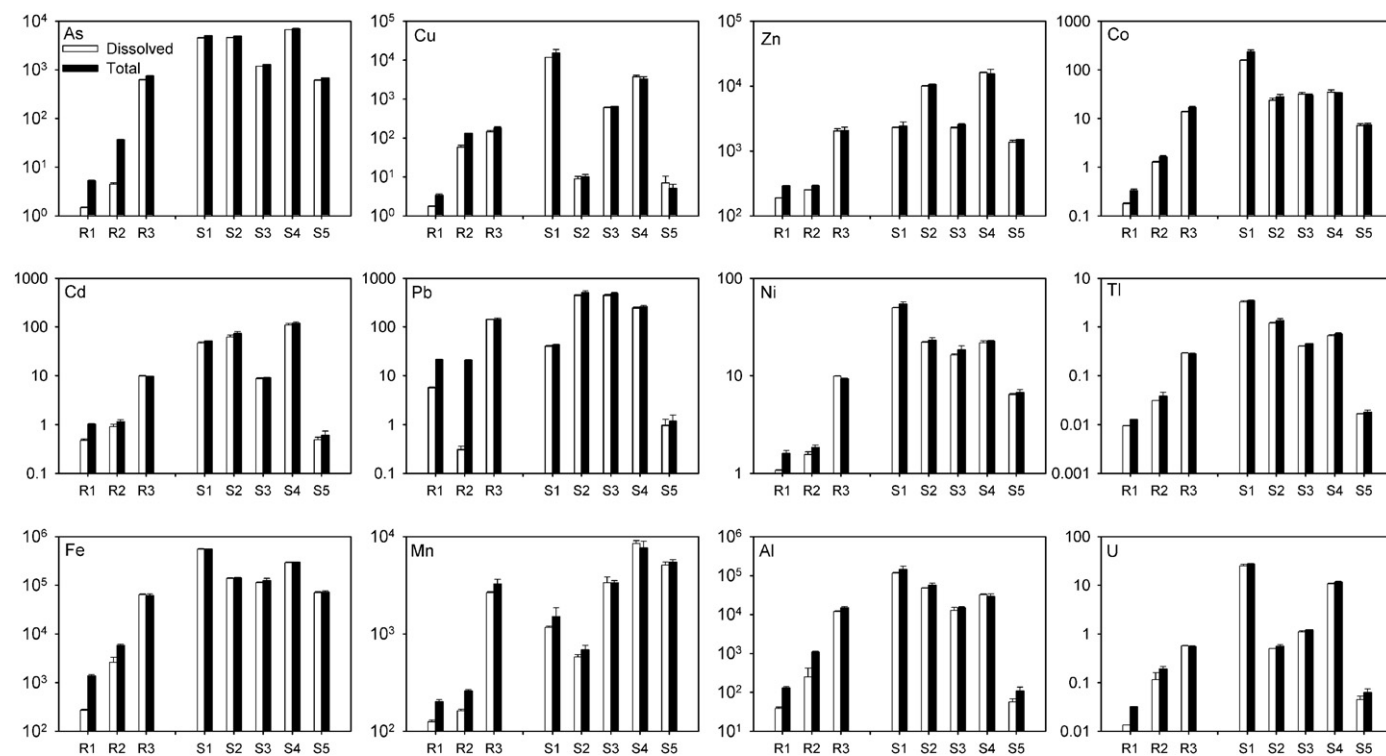 10⁴
As
Dissolved
Total
10³
10²
10¹
10⁰
R1 R2 R3 S1 S2 S3 S4 S5
10⁵
Cu
10⁴
10³
10²
10¹
10⁰
R1 R2 R3 S1 S2 S3 S4 S5
10⁵
Zn
10⁴
10³
10²
R1 R2 R3 S1 S2 S3 S4 S5
1000
Co
100
10
1
0.1
R1 R2 R3 S1 S2 S3 S4 S5
1000
Cd
100
10
1
0.1
R1 R2 R3 S1 S2 S3 S4 S5
1000
Pb
100
10
1
0.1
R1 R2 R3 S1 S2 S3 S4 S5
100
Ni
10
1
R1 R2 R3 S1 S2 S3 S4 S5
10
Tl
1
0.1
0.01
0.001
R1 R2 R3 S1 S2 S3 S4 S5
10⁶
Fe
10⁵
10⁴
10³
10²
R1 R2 R3 S1 S2 S3 S4 S5
10⁴
Mn
10³
10²
R1 R2 R3 S1 S2 S3 S4 S5
10⁶
Al
10⁵
10⁴
10³
10²
10¹
R1 R2 R3 S1 S2 S3 S4 S5
100
U
10
1
0.1
0.01
R1 R2 R3 S1 S2 S3 S4 S5